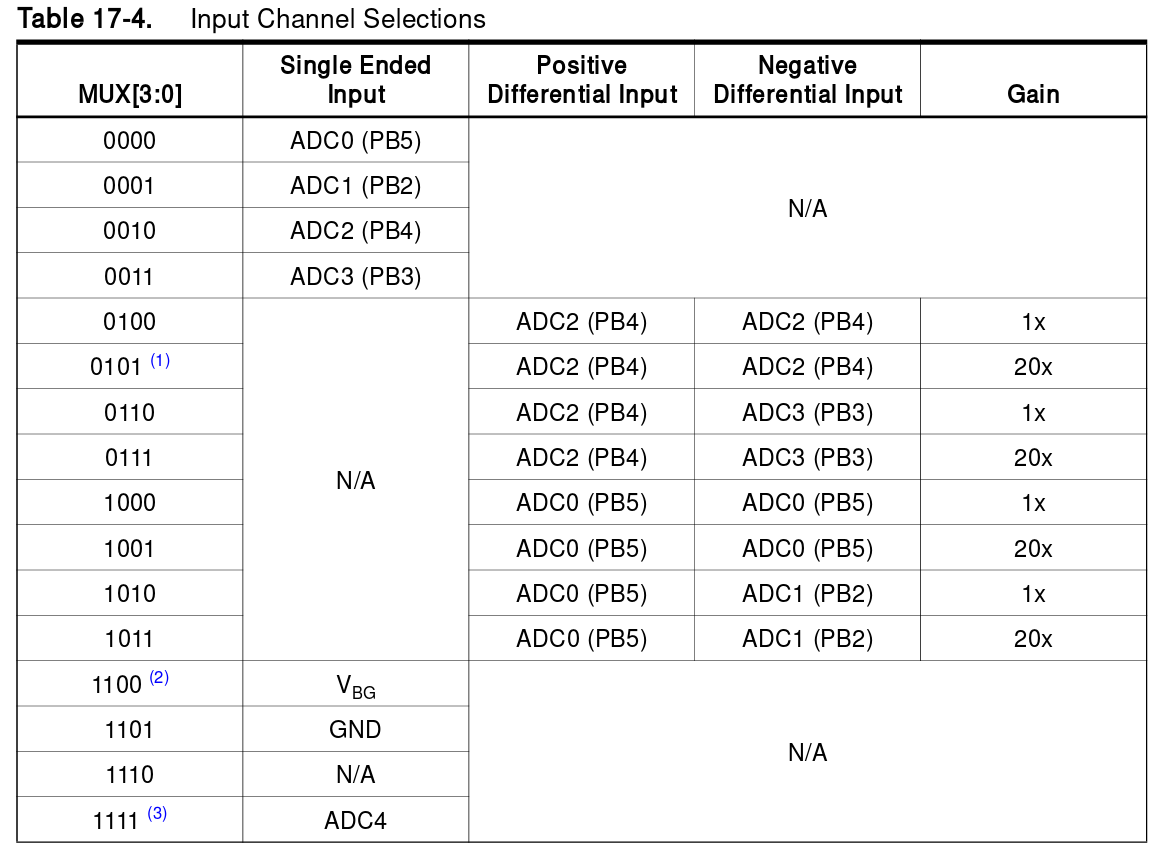 Table 17-4. Input Channel Selections
MUX[3:0] Single Ended Input Positive Differential Input Negative Differential Input Gain
0000 ADC0 (PB5) N/A
0001 ADC1 (PB2)
0010 ADC2 (PB4)
0011 ADC3 (PB3)
0100 N/A ADC2 (PB4) ADC2 (PB4) 1x
0101 (1) ADC2 (PB4) ADC2 (PB4) 20x
0110 ADC2 (PB4) ADC3 (PB3) 1x
0111 ADC2 (PB4) ADC3 (PB3) 20x
1000 ADC0 (PB5) ADC0 (PB5) 1x
1001 ADC0 (PB5) ADC0 (PB5) 20x
1010 ADC0 (PB5) ADC1 (PB2) 1x
1011 ADC0 (PB5) ADC1 (PB2) 20x
1100 (2) VBG N/A
1101 GND
1110 N/A
1111 (3) ADC4